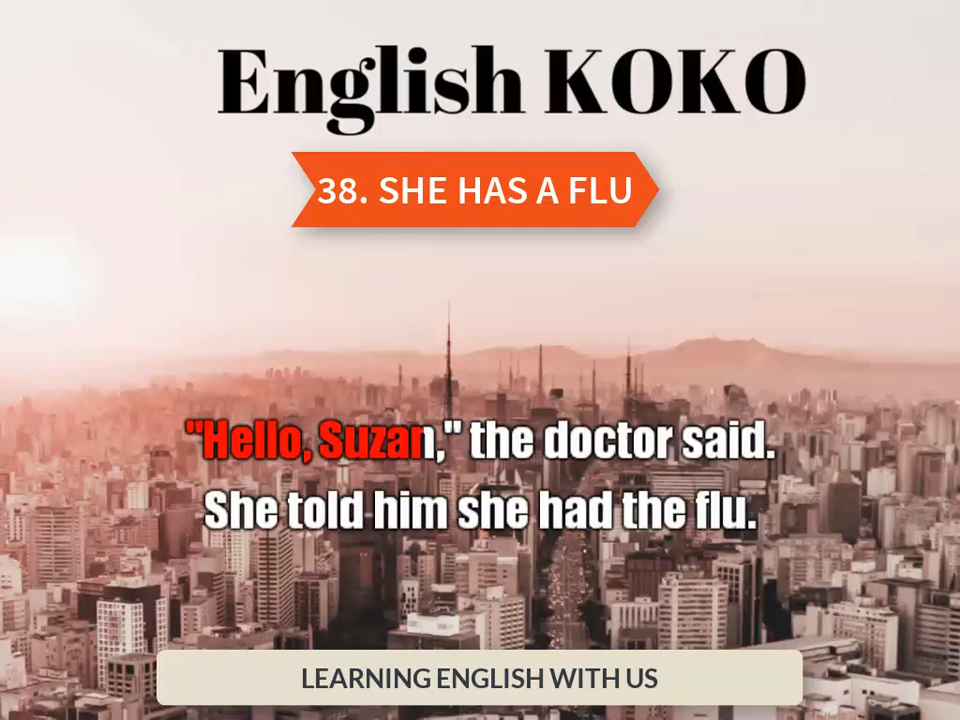 English KOKO
38. SHE HAS A FLU
"Hello, Suzan," the doctor said.
She told him she had the flu.
LEARNING ENGLISH WITH US